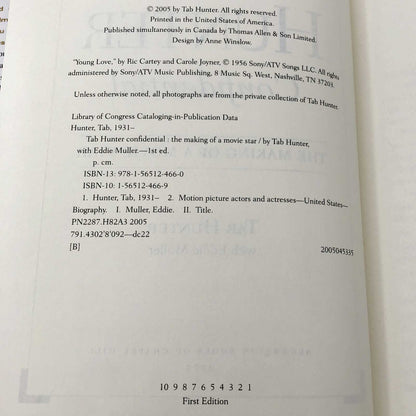 © 2005 by Tab Hunter. All rights reserved.
Printed in the United States of America.
Published simultaneously in Canada by Thomas Allen & Son Limited.
Design by Anne Winslow.
"Young Love," by Ric Cartey and Carole Joyner, © 1956 Sony/ATV Songs LLC. All rights
administered by Sony/ATV Music Publishing, 8 Music Sq. West, Nashville, TN 37203.
Unless otherwise noted, all photographs are from the private collection of Tab Hunter.
Library of Congress Cataloging-in-Publication Data
Hunter, Tab, 1931–
Tab Hunter confidential : the making of a movie star / by Tab Hunter,
with Eddie Muller.—1st ed.
p. cm.
ISBN-13: 978-1-56512-466-0
ISBN-10: 1-56512-466-9
1. Hunter, Tab, 1931– 2. Motion picture actors and actresses—United States—
Biography. I. Muller, Eddie. II. Title.
PN2287.H82A3 2005
791.4302'8'092—dc22
[B] 2005045335
10 9 8 7 6 5 4 3 2 1
First Edition